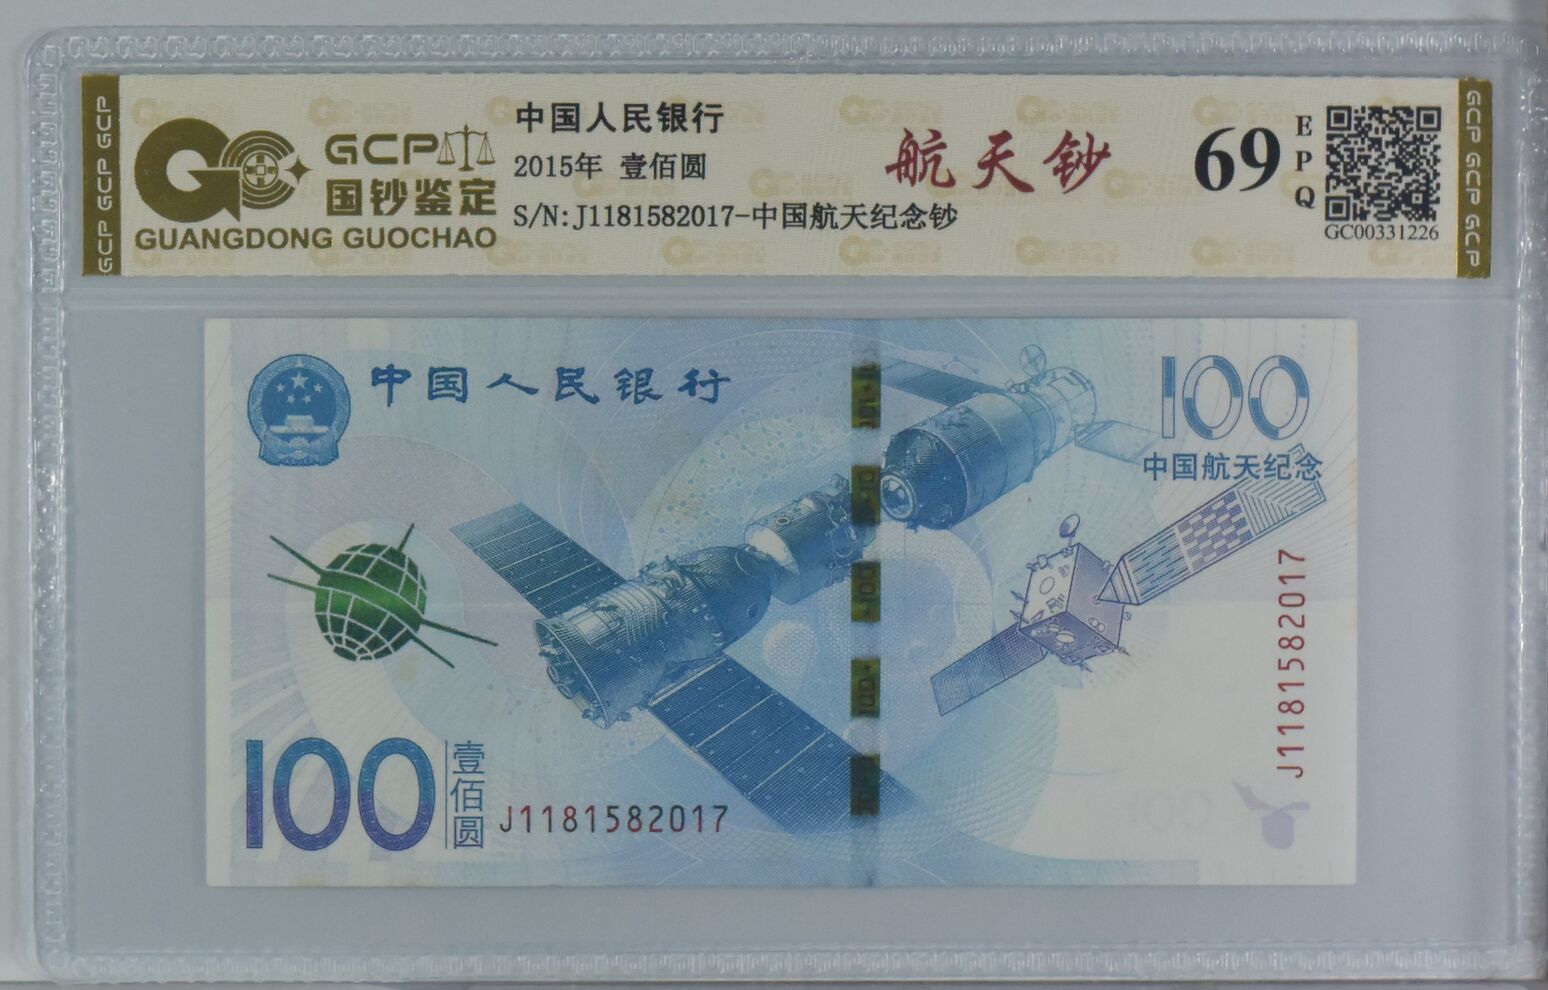 GCP
国钞鉴定
GUANGDONG GUOCHAO
中国人民银行
2015年 壹佰圆
S/N:J1181582017-中国航天纪念钞
航天钞
69
EPQ
GC00331226
GCP GCP GCP
GCP GCP GCP
中国人民银行
100
中国航天纪念
J1181582017
100
壹佰圆
J1181582017